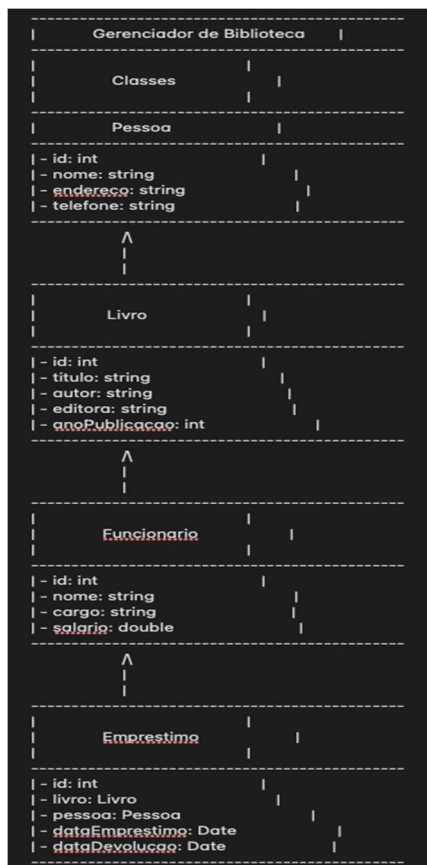 ----------------------------------------
| Gerenciador de Biblioteca |
----------------------------------------
| |
Classes |
| |
----------------------------------------
| Pessoa |
----------------------------------------
| - id: int |
| - nome: string |
| - endereco: string |
| - telefone: string |
----------------------------------------
^
|
|
----------------------------------------
| |
| Livro |
| |
----------------------------------------
| - id: int |
| - titulo: string |
| - autor: string |
| - editora: string |
| - anoPublicacao: int |
----------------------------------------
^
|
|
----------------------------------------
| |
| Funcionario |
| |
----------------------------------------
| - id: int |
| - nome: string |
| - cargo: string |
| - salario: double |
----------------------------------------
^
|
|
----------------------------------------
| |
| Emprestimo |
| |
----------------------------------------
| - id: int |
| - livro: Livro |
| - pessoa: Pessoa |
| - dataEmprestimo: Date |
| - dataDevolucao: Date |
----------------------------------------